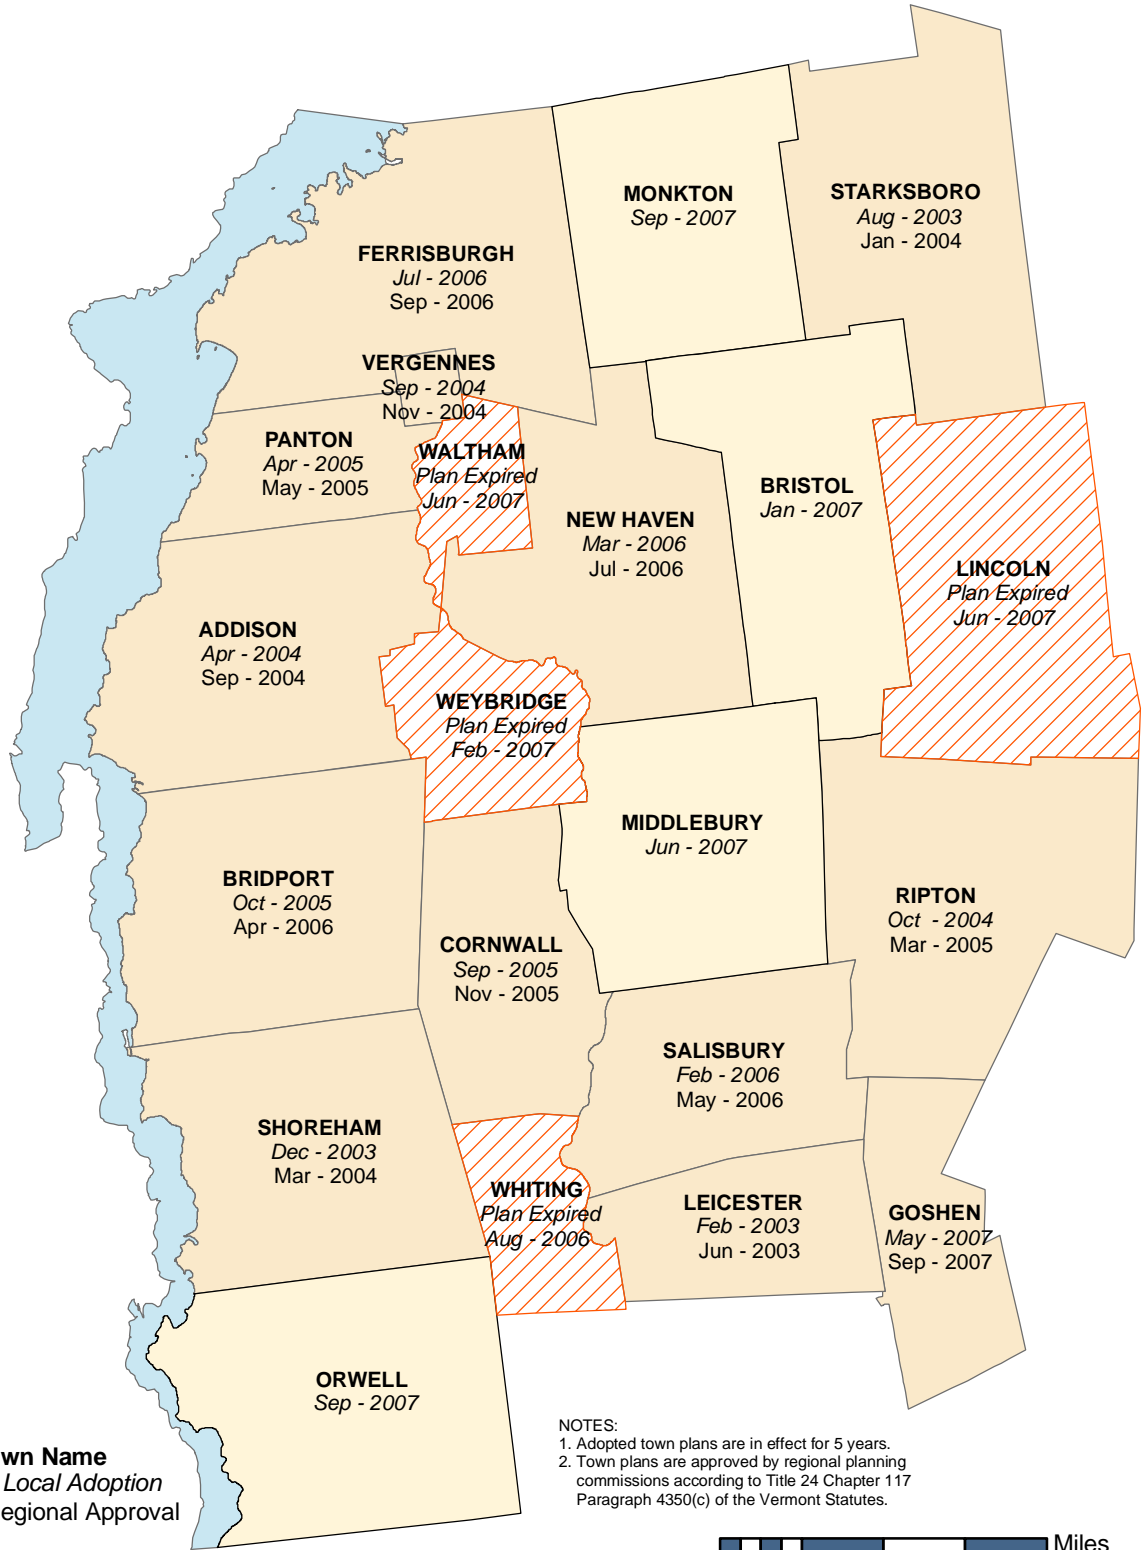 MONKTON
Sep - 2007
STARKSBORO
Aug - 2003
Jan - 2004
FERRISBURGH
Jul - 2006
Sep - 2006
VERGENNES
Sep - 2004
Nov - 2004
PANTON
Apr - 2005
May - 2005
WALTHAM
Plan Expired
Jun - 2007
BRISTOL
Jan - 2007
NEW HAVEN
Mar - 2006
Jul - 2006
LINCOLN
Plan Expired
Jun - 2007
ADDISON
Apr - 2004
Sep - 2004
WEYBRIDGE
Plan Expired
Feb - 2007
MIDDLEBURY
Jun - 2007
BRIDPORT
Oct - 2005
Apr - 2006
RIPTON
Oct - 2004
Mar - 2005
CORNWALL
Sep - 2005
Nov - 2005
SALISBURY
Feb - 2006
May - 2006
SHOREHAM
Dec - 2003
Mar - 2004
WHITING
Plan Expired
Aug - 2006
LEICESTER
Feb - 2003
Jun - 2003
GOSHEN
May - 2007
Sep - 2007
ORWELL
Sep - 2007
wn Name
Local Adoption
egional Approval
NOTES:
1. Adopted town plans are in effect for 5 years.
2. Town plans are approved by regional planning
commissions according to Title 24 Chapter 117
Paragraph 4350(c) of the Vermont Statutes.
Miles